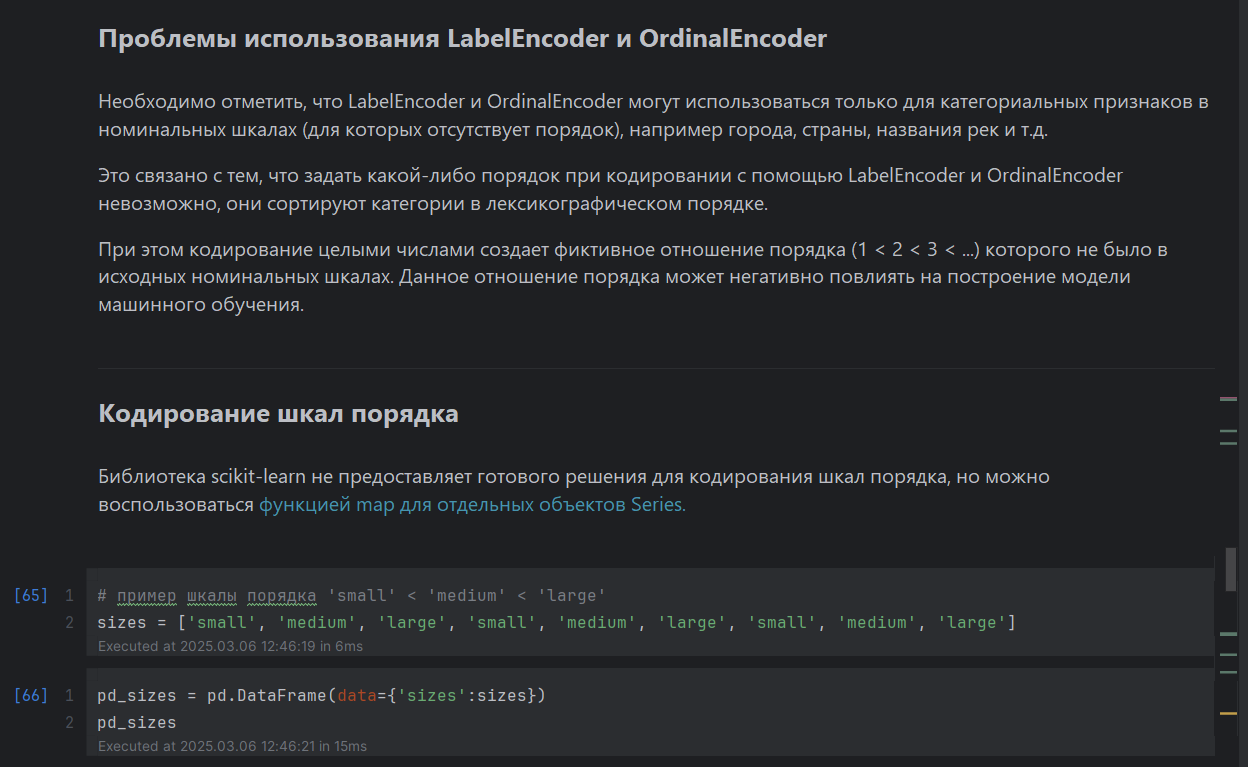 Проблемы использования LabelEncoder и OrdinalEncoder
Необходимо отметить, что LabelEncoder и OrdinalEncoder могут использоваться только для категориальных признаков в
номинальных шкалах (для которых отсутствует порядок), например города, страны, названия рек и т.д.
Это связано с тем, что задать какой-либо порядок при кодировании с помощью LabelEncoder и OrdinalEncoder
невозможно, они сортируют категории в лексикографическом порядке.
При этом кодирование целыми числами создает фиктивное отношение порядка (1 < 2 < 3 < ...) которого не было в
исходных номинальных шкалах. Данное отношение порядка может негативно повлиять на построение модели
машинного обучения.
Кодирование шкал порядка
Библиотека scikit-learn не предоставляет готового решения для кодирования шкал порядка, но можно
воспользоваться функцией map для отдельных объектов Series.
[65] 1 # пример шкалы порядка 'small' < 'medium' < 'large'
2 sizes = ['small', 'medium', 'large', 'small', 'medium', 'large', 'small', 'medium', 'large']
Executed at 2025.03.06 12:46:19 in 6ms
[66] 1 pd_sizes = pd.DataFrame(data={'sizes':sizes})
2 pd_sizes
Executed at 2025.03.06 12:46:21 in 15ms